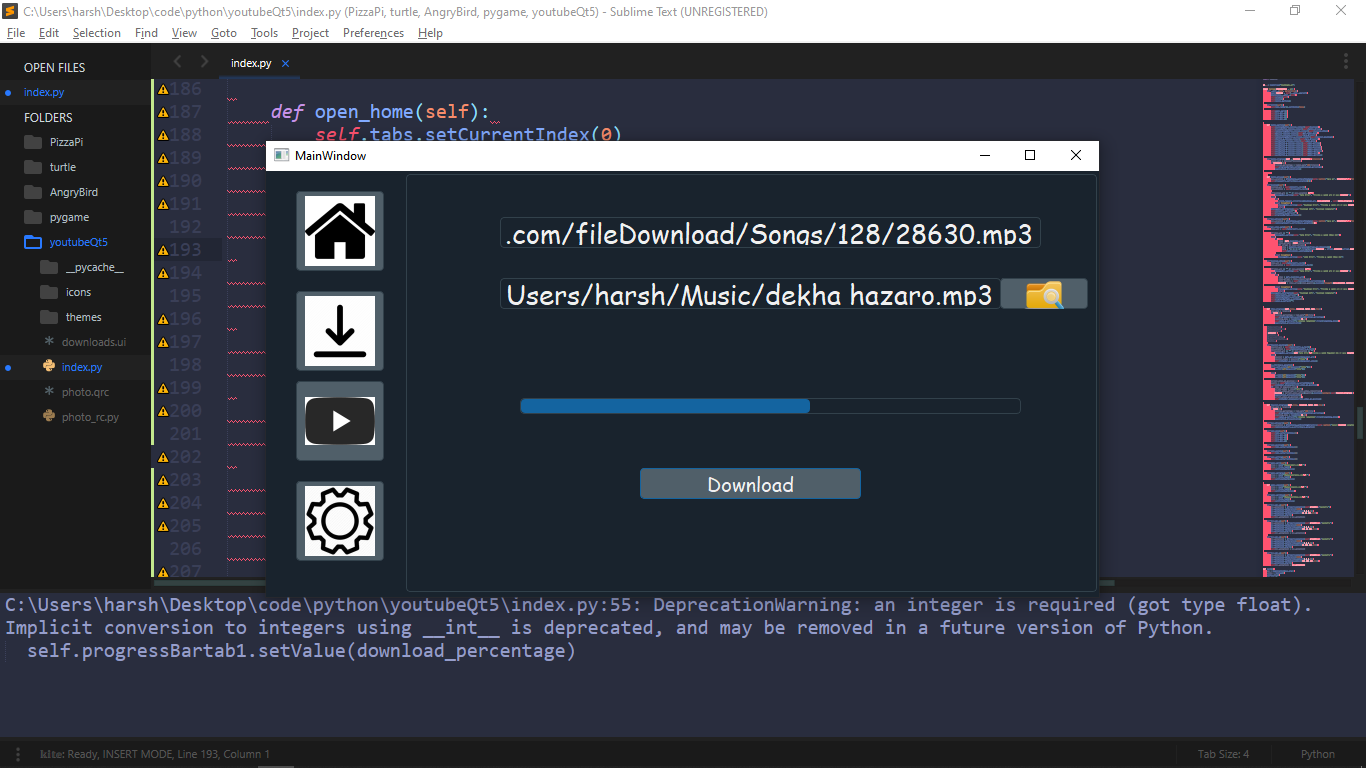 C:\Users\harsh\Desktop\code\python\youtubeQt5\index.py (PizzaPi, turtle, AngryBird, pygame, youtubeQt5) - Sublime Text (UNREGISTERED)
File Edit Selection Find View Goto Tools Project Preferences Help
OPEN FILES
index.py
FOLDERS
PizzaPi
turtle
AngryBird
pygame
youtubeQt5
__pycache__
icons
themes
downloads.ui
index.py
photo.qrc
photo_rc.py
index.py
186
187 def open_home(self):
188 self.tabs.setCurrentIndex(0)
189
190
191
192
193
194
195
196
197
198
199
200
201
202
203
204
205
206
207
MainWindow
.com/fileDownload/Songs/128/28630.mp3
Users/harsh/Music/dekha hazaro.mp3
Download
C:\Users\harsh\Desktop\code\python\youtubeQt5\index.py:55: DeprecationWarning: an integer is required (got type float).
Implicit conversion to integers using __int__ is deprecated, and may be removed in a future version of Python.
self.progressBartab1.setValue(download_percentage)
kite: Ready, INSERT MODE, Line 193, Column 1
Tab Size: 4
Python